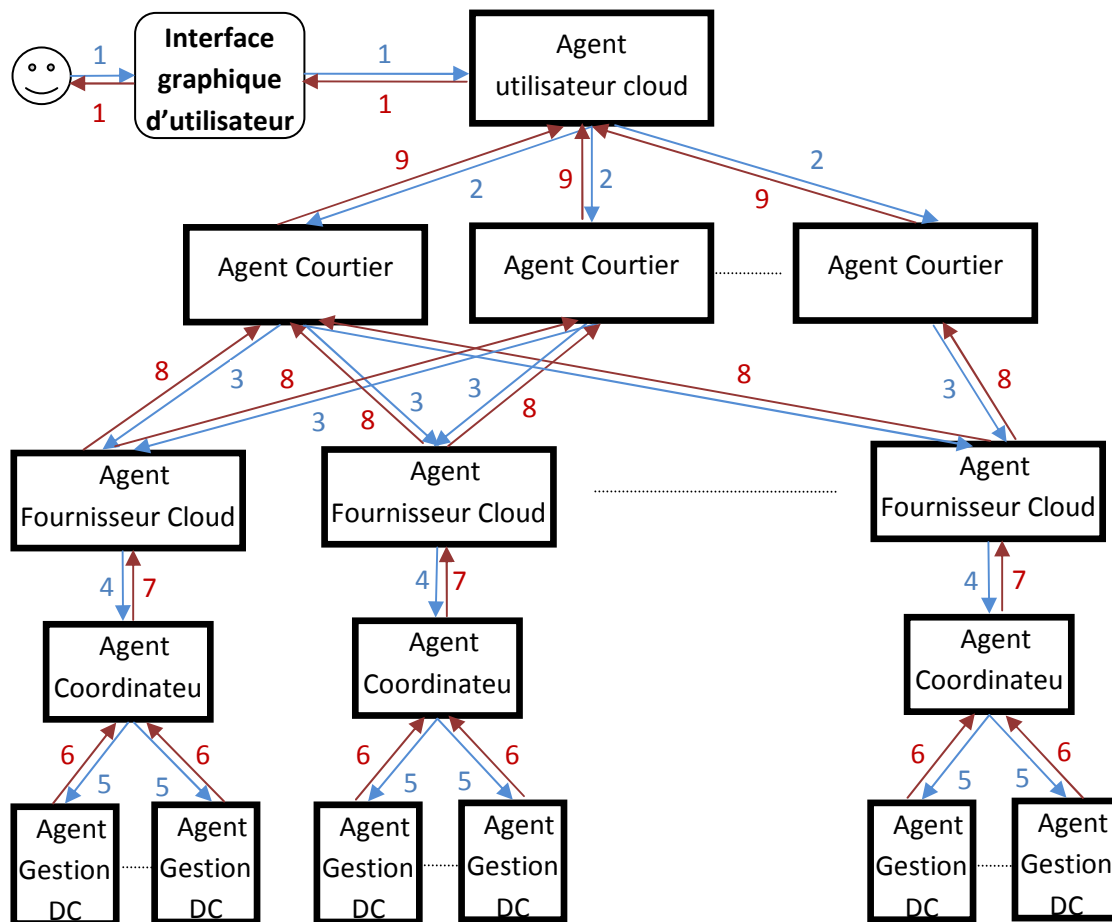 1
Interface
graphique
d'utilisateur
1
1
1
Agent
utilisateur cloud
9
2
9
2
2
9
Agent Courtier
Agent Courtier
Agent Courtier
8
3
8
3
3
8
3
8
8
3
8
3
Agent
Fournisseur Cloud
Agent
Fournisseur Cloud
Agent
Fournisseur Cloud
4
7
4
7
4
7
Agent
Coordinateu
Agent
Coordinateu
Agent
Coordinateu
6
5
5
6
6
5
5
6
6
5
5
6
Agent
Gestion
DC
Agent
Gestion
DC
Agent
Gestion
DC
Agent
Gestion
DC
Agent
Gestion
DC
Agent
Gestion
DC